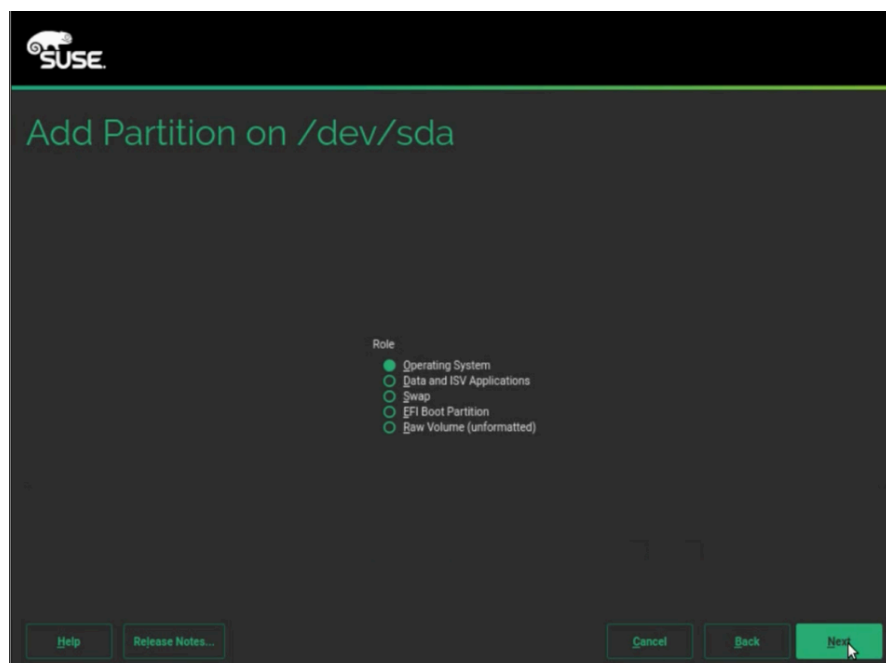 SUSE.
Add Partition on /dev/sda
Role
Operating System
Data and ISV Applications
Swap
EFI Boot Partition
Raw Volume (unformatted)
Help Release Notes... Cancel Back Next